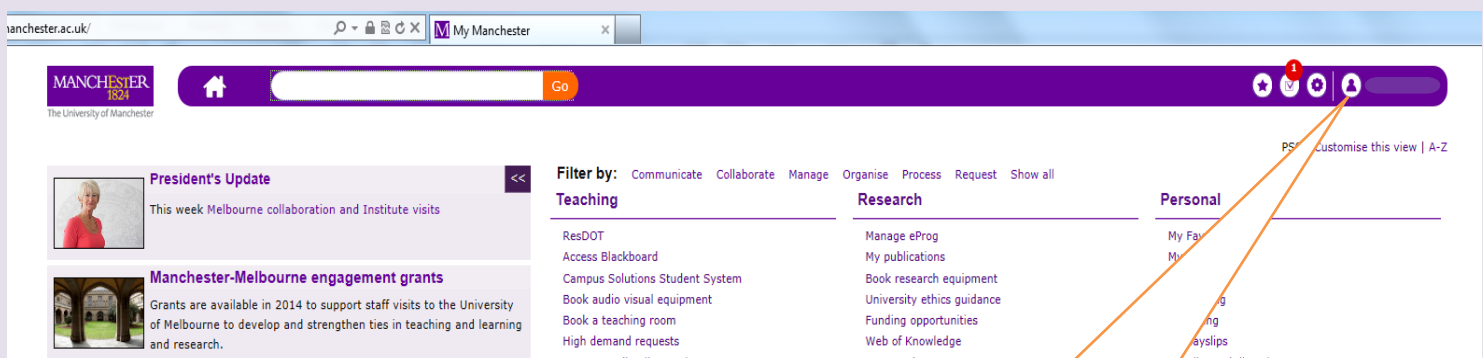 manchester.ac.uk/
My Manchester
MANCHESTER
1824
The University of Manchester
Go
1
Customise this view | A-Z
President's Update
<<
This week Melbourne collaboration and Institute visits
Filter by: Communicate Collaborate Manage Organise Process Request Show all
Teaching
Research
Personal
ResDOT
Manage eProg
My Fav
Access Blackboard
My publications
My
Campus Solutions Student System
Book research equipment
Manchester-Melbourne engagement grants
Grants are available in 2014 to support staff visits to the University
of Melbourne to develop and strengthen ties in teaching and learning
and research.
Book audio visual equipment
University ethics guidance
Book a teaching room
Funding opportunities
High demand requests
Web of Knowledge
ayslips